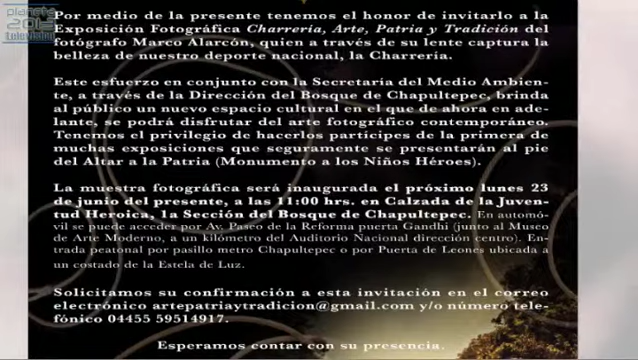 planeta
2013
televisión
Por medio de la presente tenemos el honor de invitarlo a la
Exposición Fotográfica Charrería, Arte, Patria y Tradición del
fotógrafo Marco Alarcón, quien a través de su lente captura la
belleza de nuestro deporte nacional, la Charrería.
Este esfuerzo en conjunto con la Secretaría del Medio Ambien-
te, a través de la Dirección del Bosque de Chapultepec, brinda
al público un nuevo espacio cultural en el que de ahora en ade-
lante, se podrá disfrutar del arte fotográfico contemporáneo.
Tenemos el privilegio de hacerlos partícipes de la primera de
muchas exposiciones que seguramente se presentarán al pie
del Altar a la Patria (Monumento a los Niños Héroes).
La muestra fotográfica será inaugurada el próximo lunes 23
de junio del presente, a las 11:00 hrs. en Calzada de la Juven-
tud Heroica, 1a Sección del Bosque de Chapultepec. En automó-
vil se puede acceder por Av. Paseo de la Reforma puerta Gandhi (junto al Museo
de Arte Moderno, a un kilómetro del Auditorio Nacional dirección centro). En-
trada peatonal por pasillo metro Chapultepec o por Puerta de Leones ubicada a
un costado de la Estela de Luz.
Solicitamos su confirmación a esta invitación en el correo
electrónico artepatriaytradicion@gmail.com y/o número tele-
fónico 04455 59514917.
Esperamos contar con su presencia.